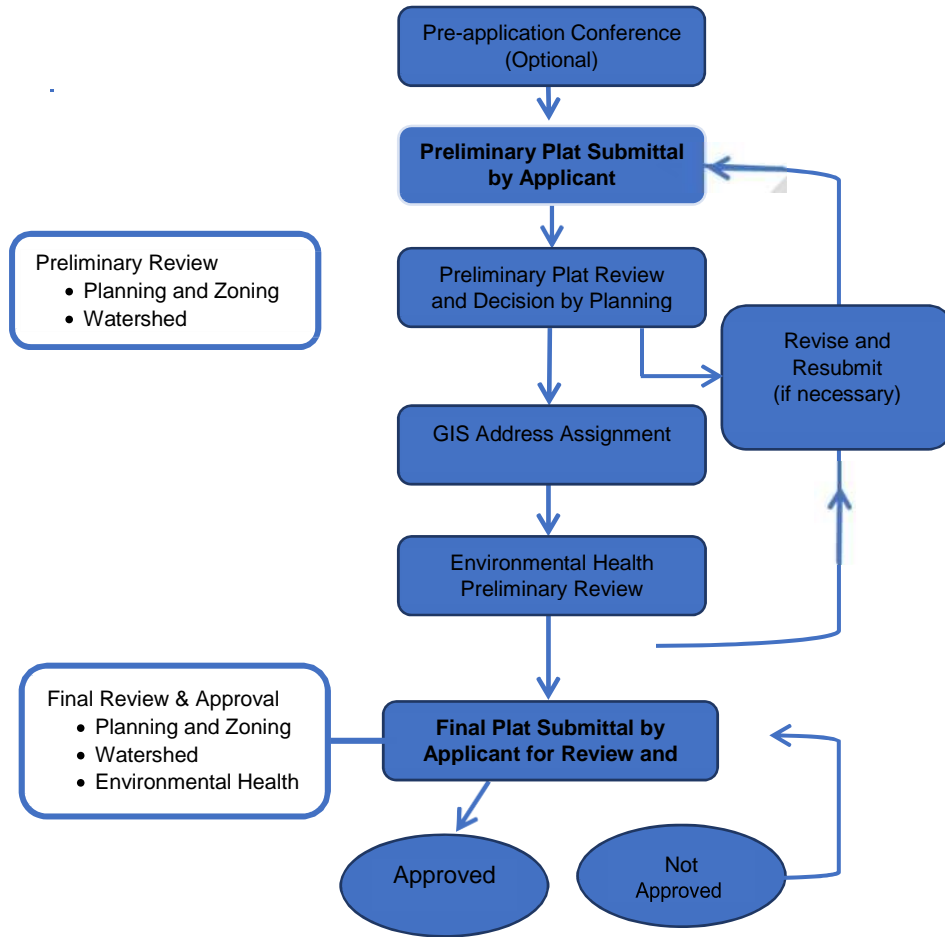 Pre-application Conference
(Optional)
Preliminary Plat Submittal
by Applicant
Preliminary Review
• Planning and Zoning
• Watershed
Preliminary Plat Review
and Decision by Planning
Revise and
Resubmit
(if necessary)
GIS Address Assignment
Environmental Health
Preliminary Review
Final Review & Approval
• Planning and Zoning
• Watershed
• Environmental Health
Final Plat Submittal by
Applicant for Review and
Approved
Not
Approved